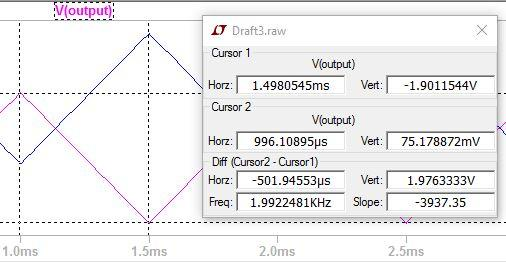 V(output)
Draft3.raw
Cursor 1
V(output)
Horz: 1.4980545ms Vert: -1.9011544V
Cursor 2
V(output)
Horz: 996.10895µs Vert: 75.178872mV
Diff (Cursor2 - Cursor1)
Horz: -501.94553µs Vert: 1.9763333V
Freq: 1.9922481KHz Slope: -3937.35
1.0ms 1.5ms 2.0ms 2.5ms